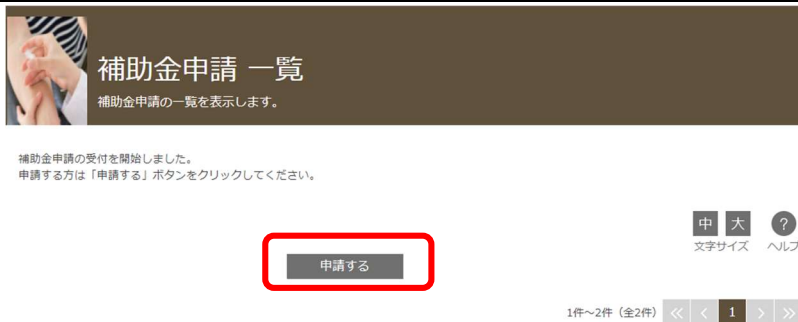 補助金申請 一覧
補助金申請の一覧を表示します。
補助金申請の受付を開始しました。
申請する方は「申請する」ボタンをクリックしてください。
中 大 ?
文字サイズ ヘルプ
申請する
1件～2件（全2件） << < 1 > >>